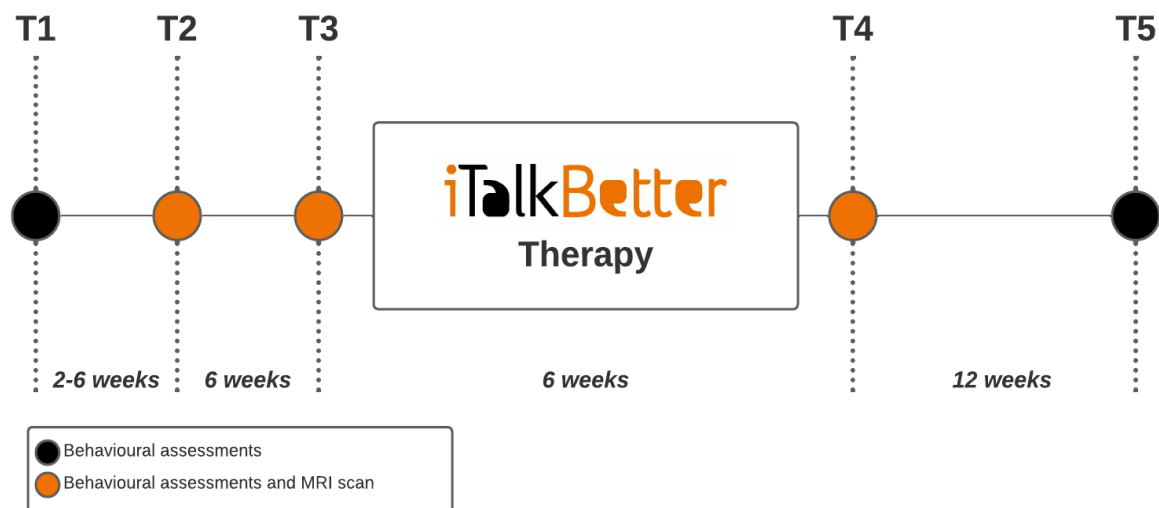 T1 T2 T3 T4 T5
iTalkBetter
Therapy
2-6 weeks 6 weeks 6 weeks 12 weeks
Behavioural assessments
Behavioural assessments and MRI scan